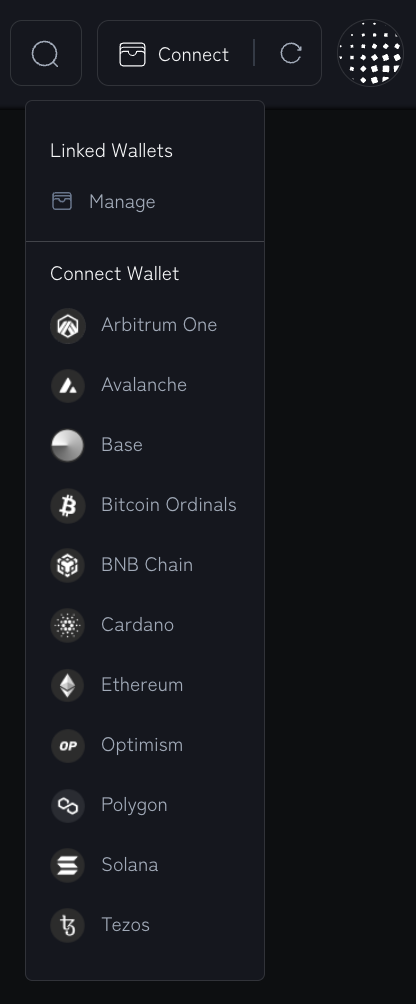 Connect
Linked Wallets
Manage
Connect Wallet
Arbitrum One
Avalanche
Base
Bitcoin Ordinals
BNB Chain
Cardano
Ethereum
OP Optimism
Polygon
Solana
Tezos